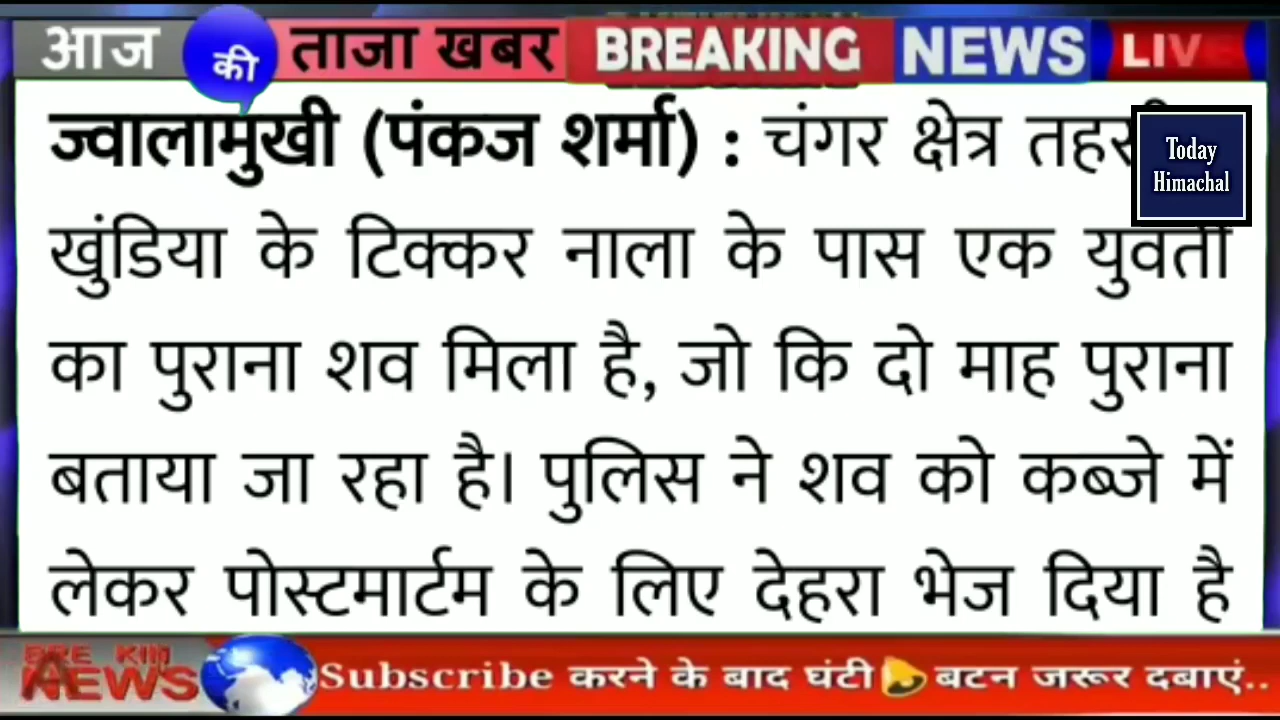 आज की ताजा खबर BREAKING NEWS LIVE
ज्वालामुखी (पंकज शर्मा) : चंगर क्षेत्र
Today
Himachal
खुंडिया के टिक्कर नाला के पास एक युवती
का पुराना शव मिला है, जो कि दो माह पुराना
बताया जा रहा है। पुलिस ने शव को कब्जे में
लेकर पोस्टमार्टम के लिए देहरा भेज दिया है
NEWS
Subscribe करने के बाद घंटी बटन जरूर दबाएं..